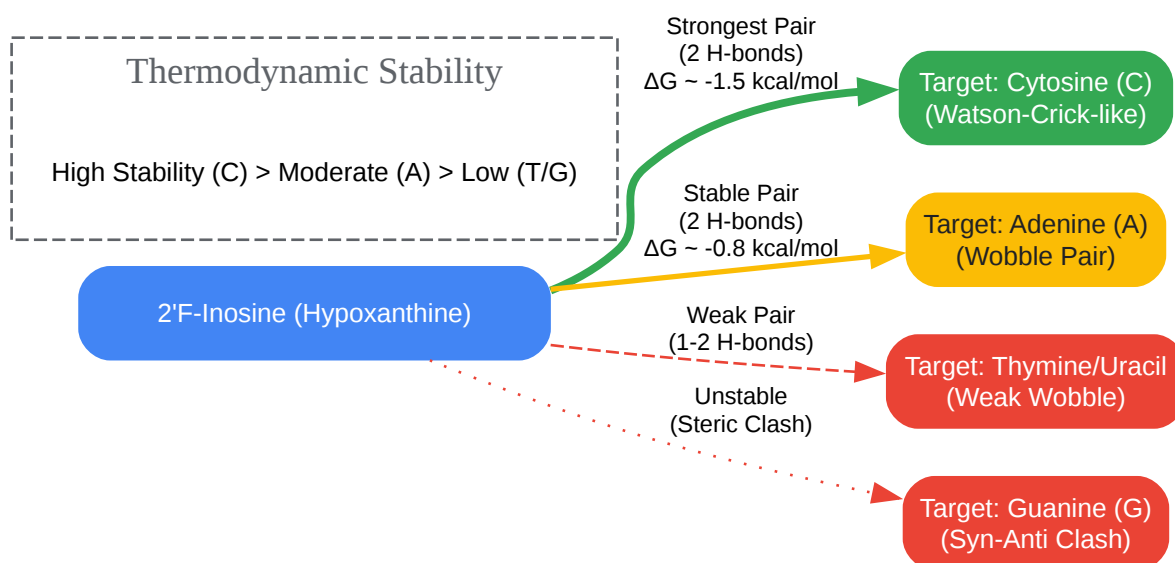 Thermodynamic Stability
High Stability (C) > Moderate (A) > Low (T/G)
Strongest Pair
(2 H-bonds)
ΔG ~ -1.5 kcal/mol
Target: Cytosine (C)
(Watson-Crick-like)
Stable Pair
(2 H-bonds)
ΔG ~ -0.8 kcal/mol
Target: Adenine (A)
(Wobble Pair)
2'F-Inosine (Hypoxanthine)
Weak Pair
(1-2 H-bonds)
Target: Thymine/Uracil
(Weak Wobble)
Unstable
(Steric Clash)
Target: Guanine (G)
(Syn-Anti Clash)